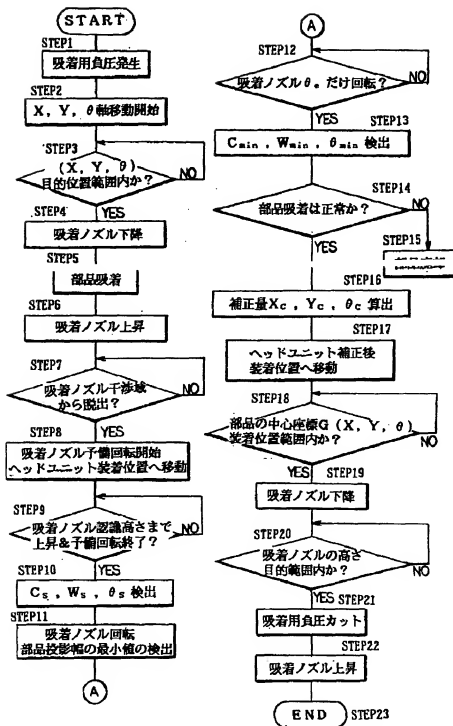 START
STEP1
吸着用負圧発生
STEP2
X, Y, θ軸移動開始
STEP3
(X, Y, θ)
目的位置範囲内か?
NO
YES
STEP4
吸着ノズル下降
STEP5
部品吸着
STEP6
吸着ノズル上昇
STEP7
吸着ノズル干渉域
から脱出?
NO
YES
STEP8
吸着ノズル予備回転開始
ヘッドユニット装着位置へ移動
STEP9
吸着ノズル認識高さまで
上昇&予備回転終了?
NO
YES
STEP10
Cs, Ws, θs 検出
STEP11
吸着ノズル回転
部品投影幅の最小値の検出
A
A
STEP12
吸着ノズルθ。だけ回転?
NO
YES
STEP13
Cmin, Wmin, θmin 検出
STEP14
部品吸着は正常か?
NO
YES
STEP15
STEP16
補正量Xc, Yc, θc 算出
STEP17
ヘッドユニット補正後
装着位置へ移動
STEP18
部品の中心座標G (X, Y, θ)
装着位置範囲内か?
NO
YES
STEP19
吸着ノズル下降
STEP20
吸着ノズルの高さ
目的範囲内か?
NO
YES
STEP21
吸着用負圧カット
STEP22
吸着ノズル上昇
END
STEP23